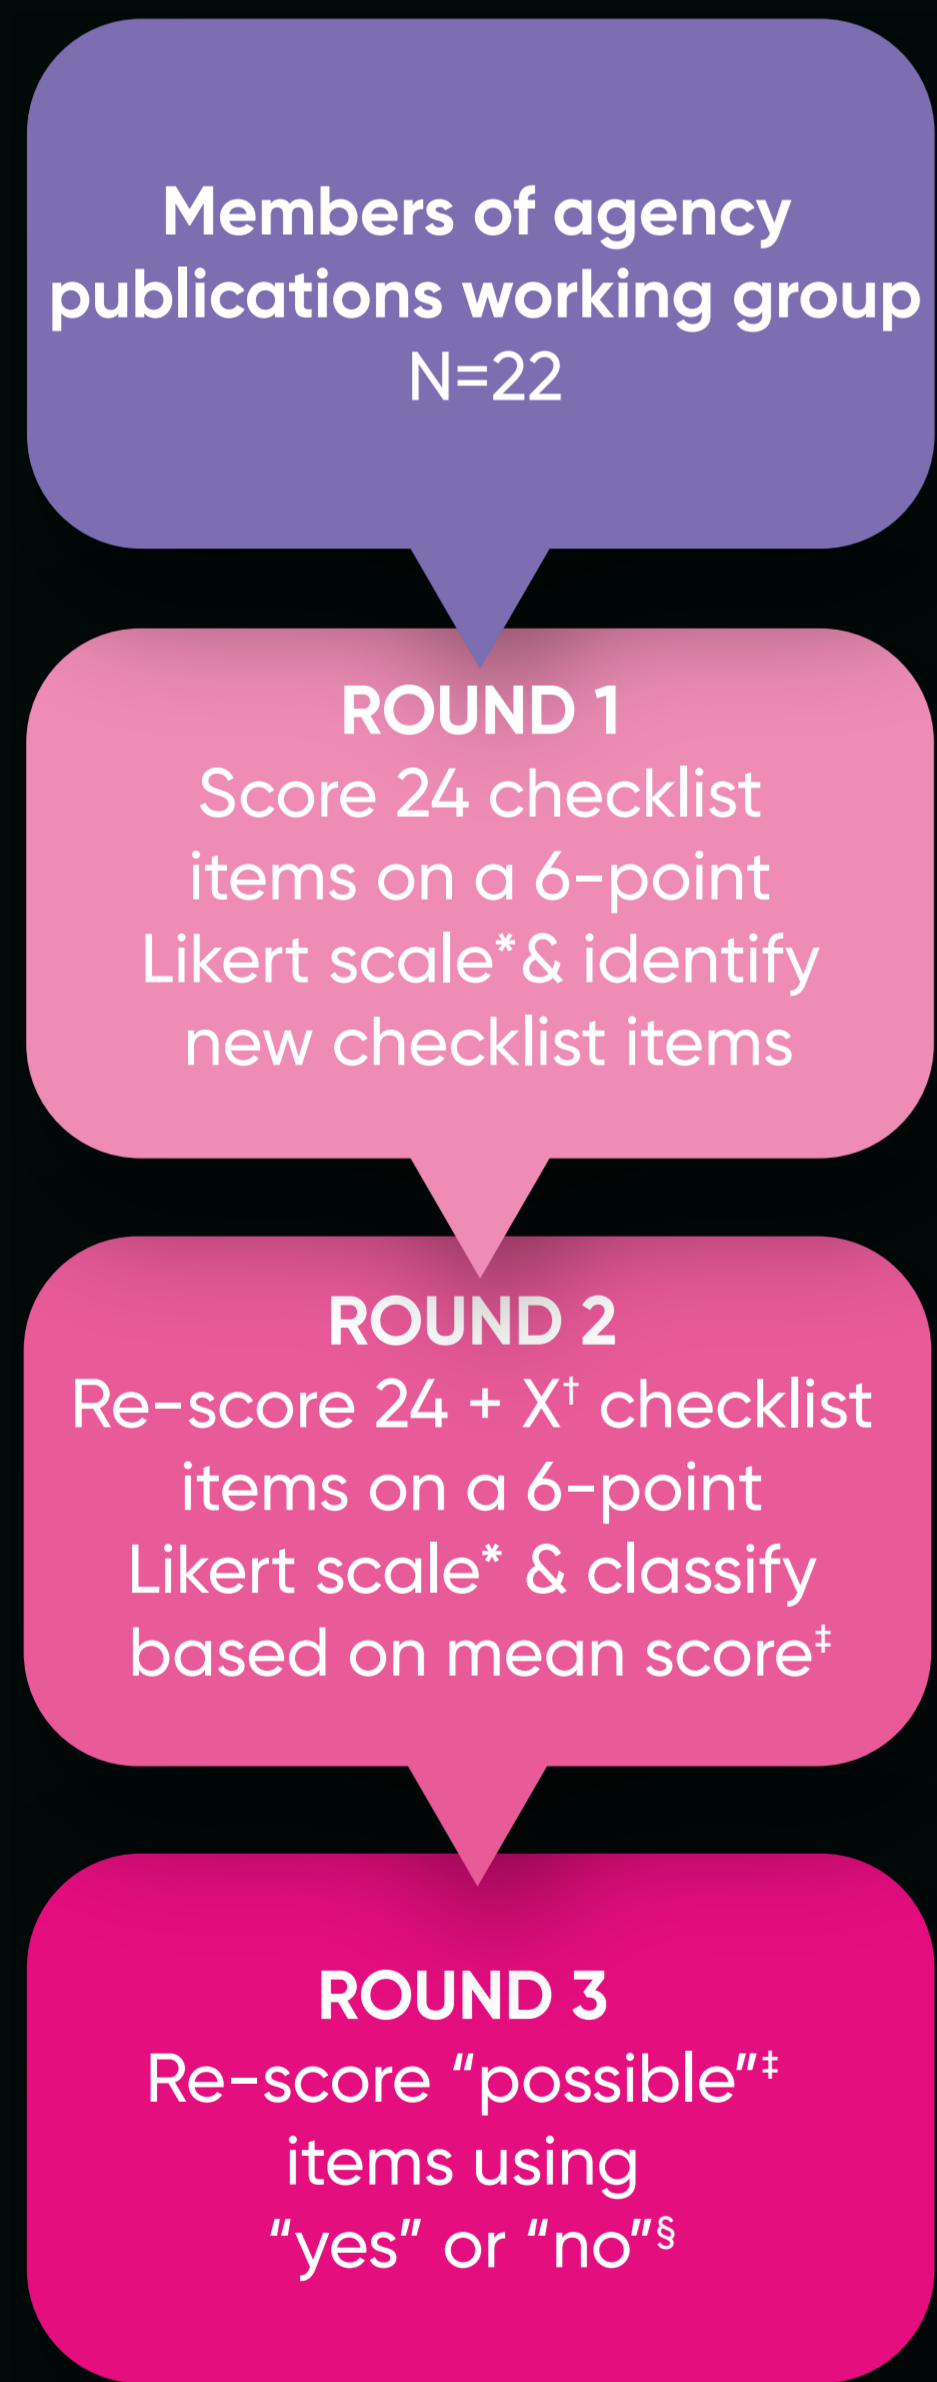 Members of agency
publications working group
N=22
ROUND 1
Score 24 checklist
items on a 6-point
Likert scale*& identify
new checklist items
ROUND 2
Re-score 24 + X† checklist
items on a 6-point
Likert scale* & classify
based on mean score‡
ROUND 3
Re-score “possible”‡
items using
“yes” or “no”§